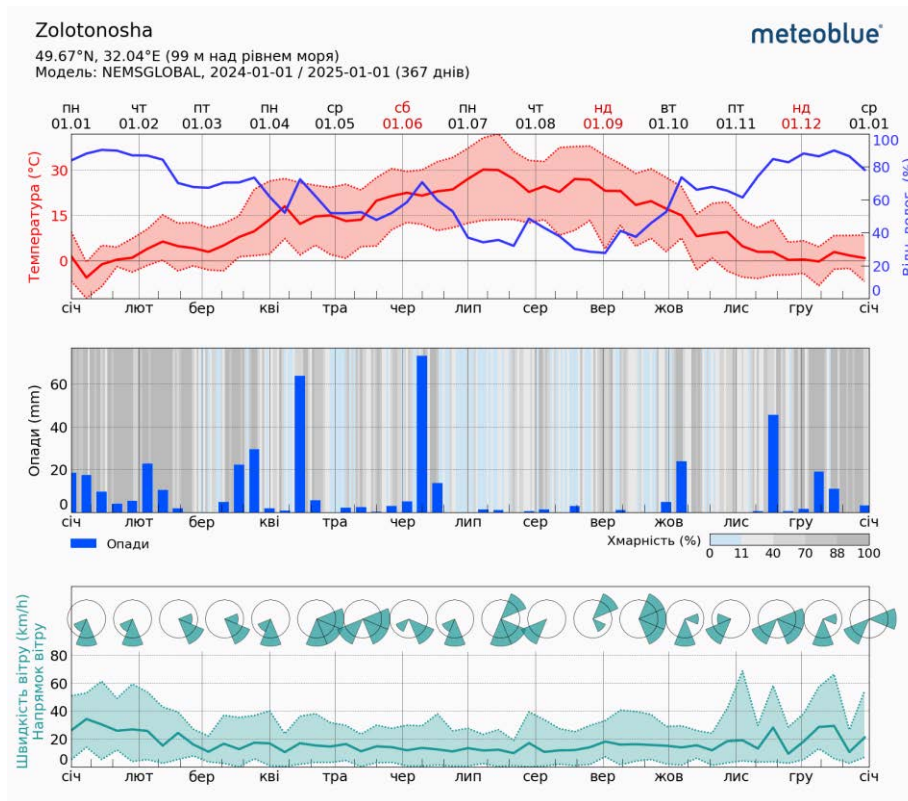 Zolotonosha
meteoblue
49.67°N, 32.04°E (99 м над рівнем моря)
Модель: NEMSGLOBAL, 2024-01-01 / 2025-01-01 (367 днів)
пн чт пт пн ср сб пн чт нд вт пт нд ср
01.01 01.02 01.03 01.04 01.05 01.06 01.07 01.08 01.09 01.10 01.11 01.12 01.01
Температура (°C)
30
15
0
100
80
60
40
20
0
Відн. волог. (%)
січ лют бер кві тра чер лип сер вер жов лис гру січ
Опади (mm)
60
40
20
0
січ лют бер кві тра чер лип сер вер жов лис гру січ
Опади
Хмарність (%)
0 11 40 70 88 100
Швидкість вітру (km/h)
Напрямок вітру
80
60
40
20
0
січ лют бер кві тра чер лип сер вер жов лис гру січ